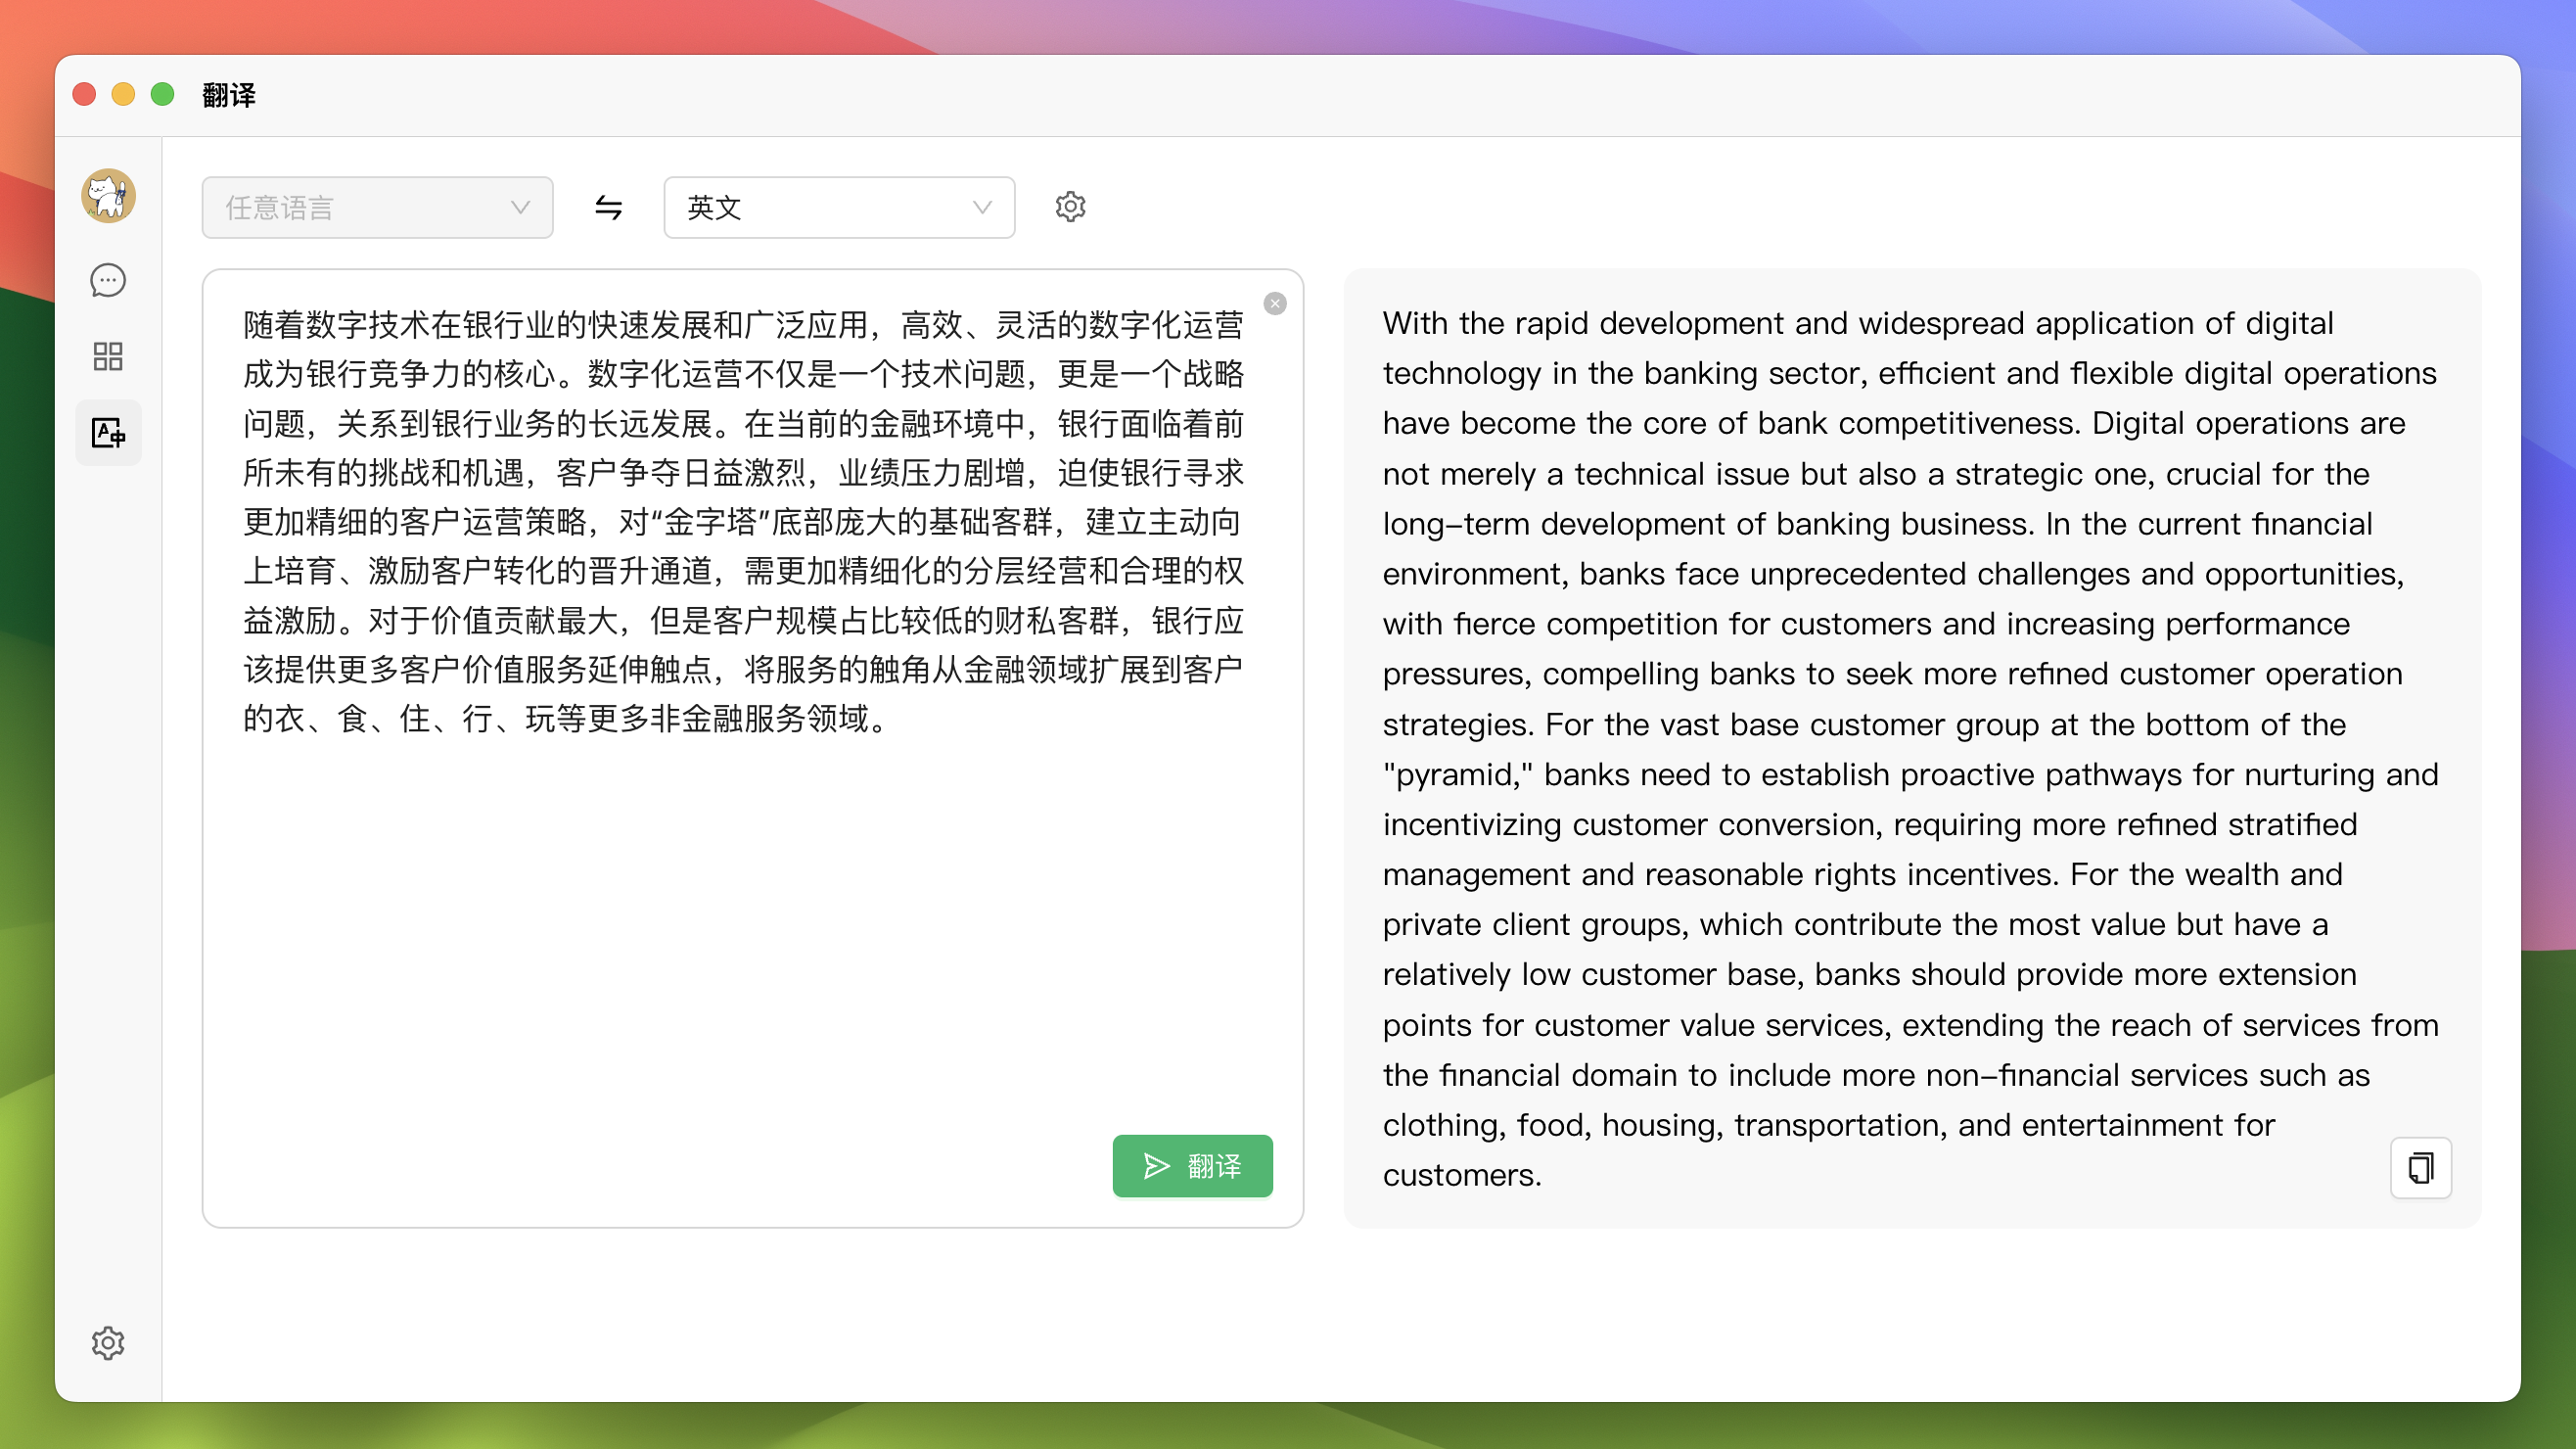 翻译
任意语言
英文
随着数字技术在银行业的快速发展和广泛应用，高效、灵活的数字化运营
成为银行竞争力的核心。数字化运营不仅是一个技术问题，更是一个战略
问题，关系到银行业务的长远发展。在当前的金融环境中，银行面临着前
所未有的挑战和机遇，客户争夺日益激烈，业绩压力剧增，迫使银行寻求
更加精细的客户运营策略，对“金字塔”底部庞大的基础客群，建立主动向
上培育、激励客户转化的晋升通道，需更加精细化的分层经营和合理的权
益激励。对于价值贡献最大，但是客户规模占比较低的财私客群，银行应
该提供更多客户价值服务延伸触点，将服务的触角从金融领域扩展到客户
的衣、食、住、行、玩等更多非金融服务领域。
翻译
With the rapid development and widespread application of digital
technology in the banking sector, efficient and flexible digital operations
have become the core of bank competitiveness. Digital operations are
not merely a technical issue but also a strategic one, crucial for the
long-term development of banking business. In the current financial
environment, banks face unprecedented challenges and opportunities,
with fierce competition for customers and increasing performance
pressures, compelling banks to seek more refined customer operation
strategies. For the vast base customer group at the bottom of the
"pyramid," banks need to establish proactive pathways for nurturing and
incentivizing customer conversion, requiring more refined stratified
management and reasonable rights incentives. For the wealth and
private client groups, which contribute the most value but have a
relatively low customer base, banks should provide more extension
points for customer value services, extending the reach of services from
the financial domain to include more non-financial services such as
clothing, food, housing, transportation, and entertainment for
customers.